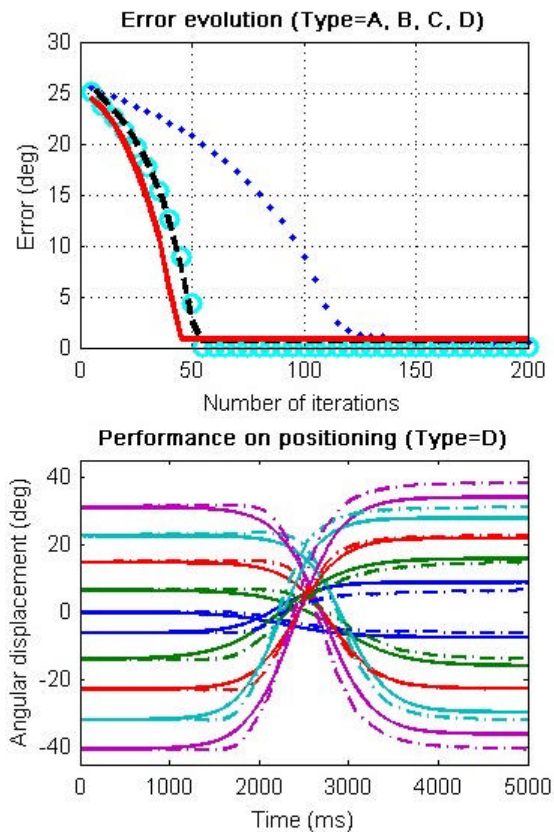 Error evolution (Type=A, B, C, D)
30
25
20
15
10
5
0
Error (deg)
0 50 100 150 200
Number of iterations
Performance on positioning (Type=D)
40
20
0
-20
-40
Angular displacement (deg)
0 1000 2000 3000 4000 5000
Time (ms)